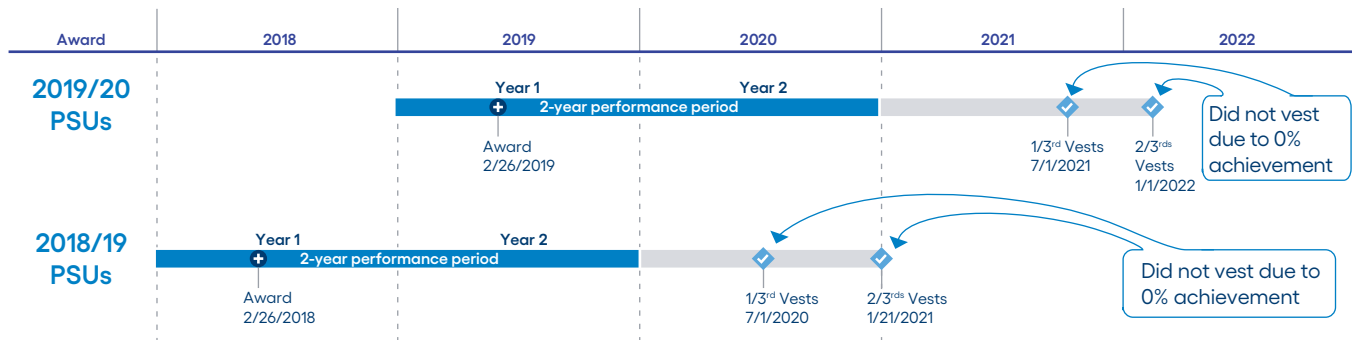 Award 2018 2019 2020 2021 2022
2019/20
PSUs
Year 1 Year 2
2-year performance period
Award
2/26/2019
1/3rd Vests
7/1/2021
2/3rds
Vests
1/1/2022
Did not vest
due to 0%
achievement
2018/19
PSUs
Year 1 Year 2
2-year performance period
Award
2/26/2018
1/3rd Vests
7/1/2020
2/3rds Vests
1/21/2021
Did not vest due to
0% achievement